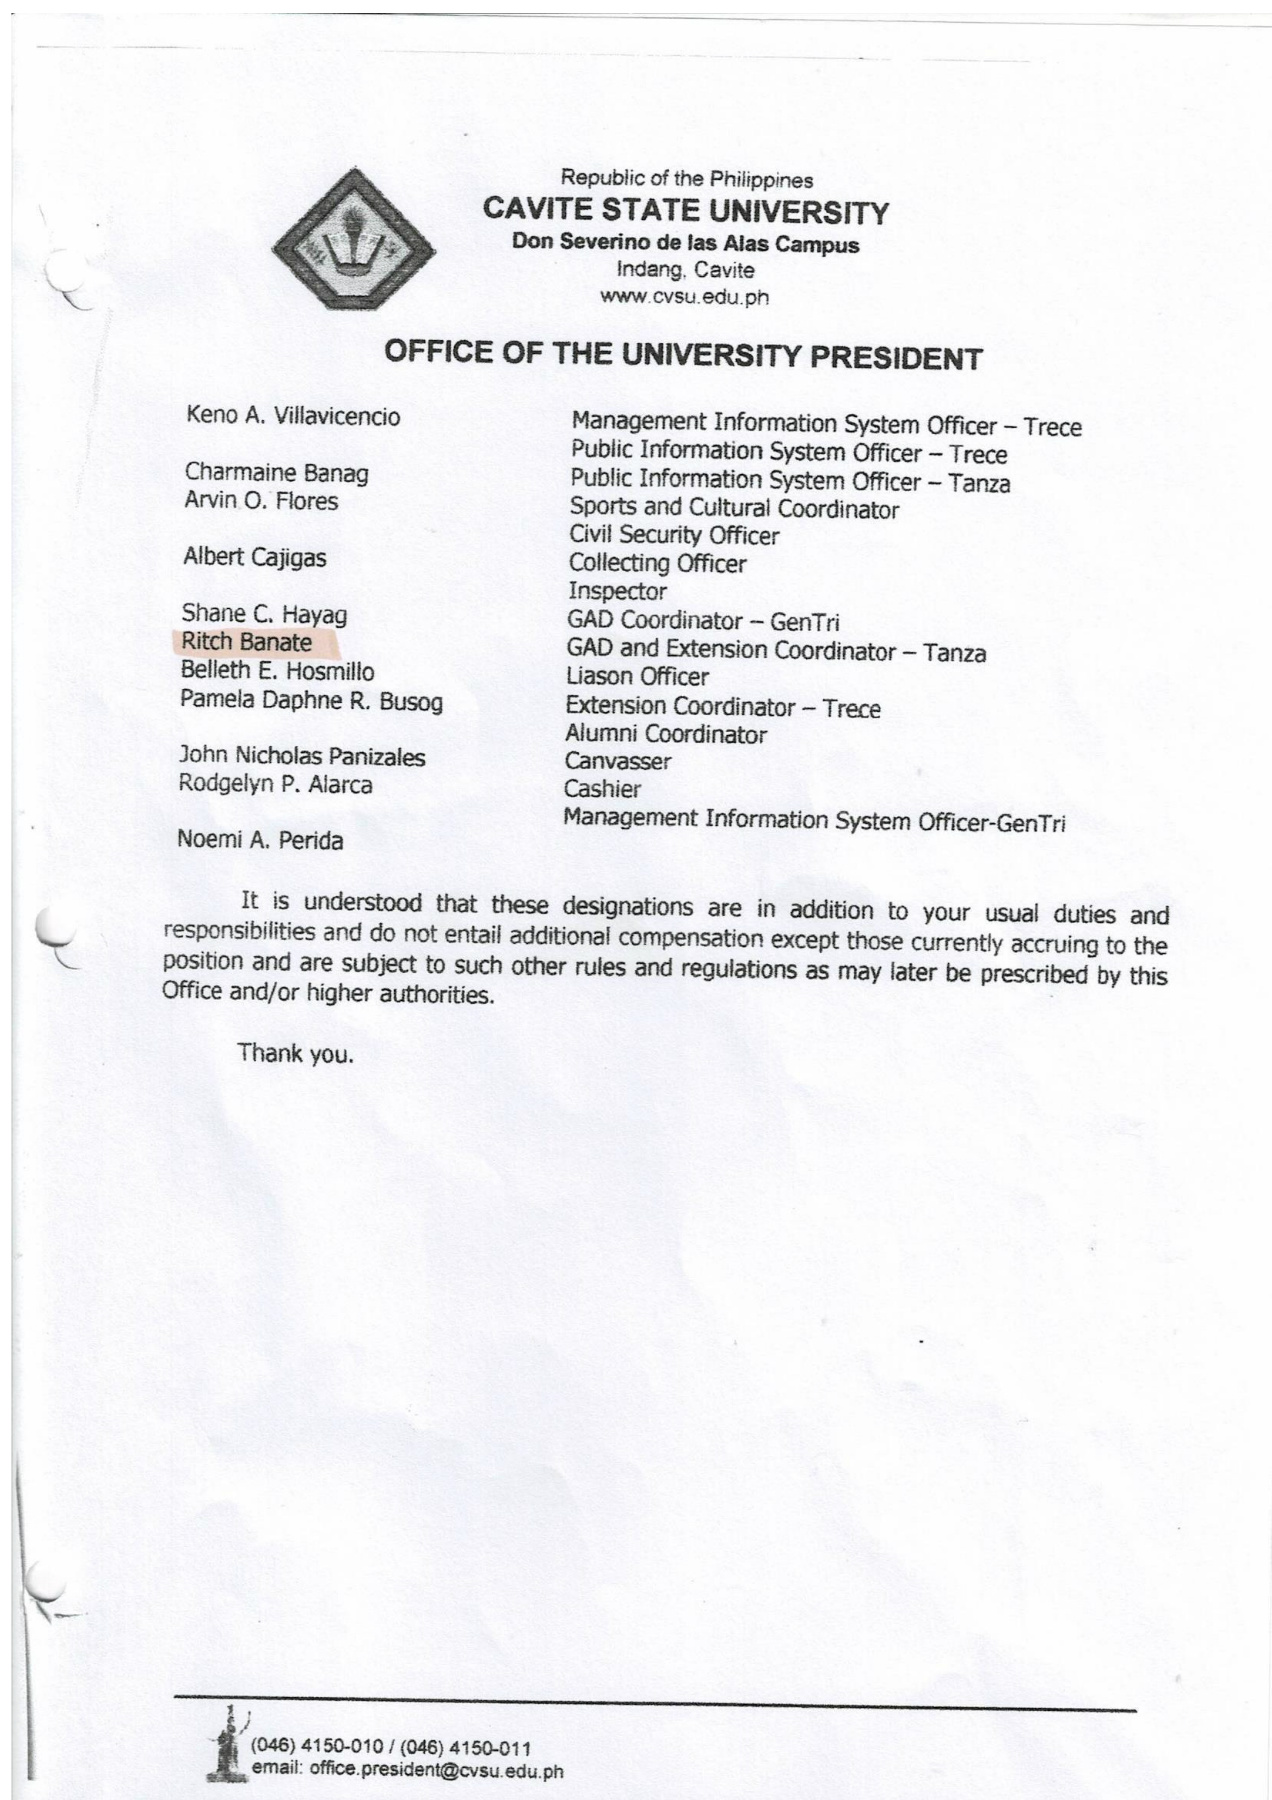 Republic of the Philippines
CAVITE STATE UNIVERSITY
Don Severino de las Alas Campus
Indang, Cavite
www.cvsu.edu.ph
OFFICE OF THE UNIVERSITY PRESIDENT
Keno A. Villavicencio Management Information System Officer – Trece
Public Information System Officer – Trece
Charmaine Banag Public Information System Officer – Tanza
Arvin O. Flores Sports and Cultural Coordinator
Civil Security Officer
Albert Cajigas Collecting Officer
Inspector
Shane C. Hayag GAD Coordinator – GenTri
Ritch Banate GAD and Extension Coordinator – Tanza
Belleth E. Hosmillo Liason Officer
Pamela Daphne R. Busog Extension Coordinator – Trece
Alumni Coordinator
John Nicholas Panizales Canvasser
Rodgelyn P. Alarca Cashier
Management Information System Officer-GenTri
Noemi A. Perida
It is understood that these designations are in addition to your usual duties and
responsibilities and do not entail additional compensation except those currently accruing to the
position and are subject to such other rules and regulations as may later be prescribed by this
Office and/or higher authorities.
Thank you.
(046) 4150-010 / (046) 4150-011
email: office.president@cvsu.edu.ph